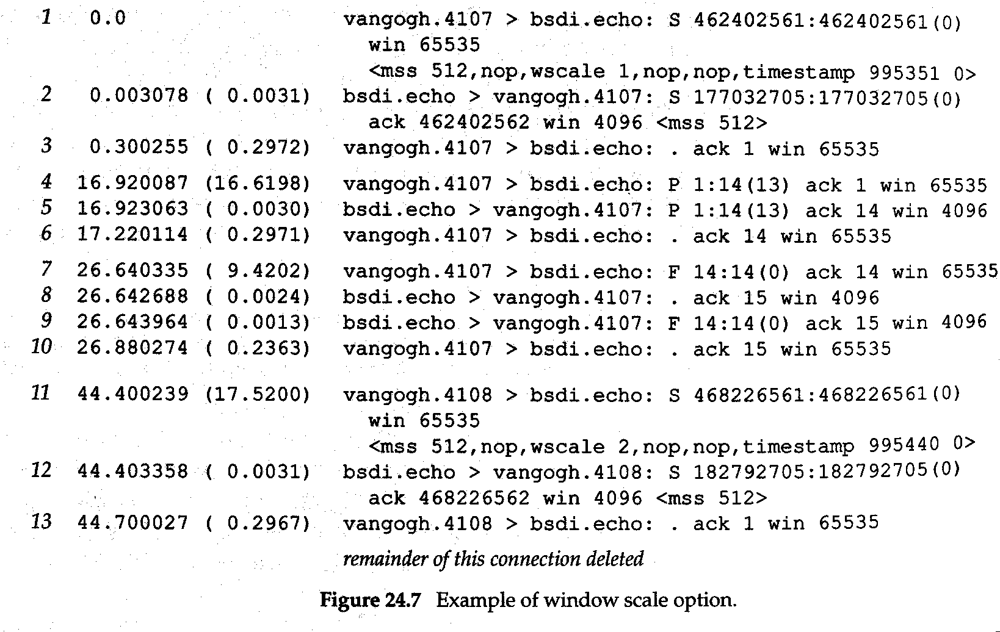 1 0.0 vangogh.4107 > bsdi.echo: S 462402561:462402561(0)
win 65535
<mss 512,nop,wscale 1,nop,nop,timestamp 995351 0>
2 0.003078 ( 0.0031) bsdi.echo > vangogh.4107: S 177032705:177032705(0)
ack 462402562 win 4096 <mss 512>
3 0.300255 ( 0.2972) vangogh.4107 > bsdi.echo: . ack 1 win 65535
4 16.920087 (16.6198) vangogh.4107 > bsdi.echo: P 1:14(13) ack 1 win 65535
5 16.923063 ( 0.0030) bsdi.echo > vangogh.4107: P 1:14(13) ack 14 win 4096
6 17.220114 ( 0.2971) vangogh.4107 > bsdi.echo: . ack 14 win 65535
7 26.640335 ( 9.4202) vangogh.4107 > bsdi.echo: F 14:14(0) ack 14 win 65535
8 26.642688 ( 0.0024) bsdi.echo > vangogh.4107: . ack 15 win 4096
9 26.643964 ( 0.0013) bsdi.echo > vangogh.4107: F 14:14(0) ack 15 win 4096
10 26.880274 ( 0.2363) vangogh.4107 > bsdi.echo: . ack 15 win 65535
11 44.400239 (17.5200) vangogh.4108 > bsdi.echo: S 468226561:468226561(0)
win 65535
<mss 512,nop,wscale 2,nop,nop,timestamp 995440 0>
12 44.403358 ( 0.0031) bsdi.echo > vangogh.4108: S 182792705:182792705(0)
ack 468226562 win 4096 <mss 512>
13 44.700027 ( 0.2967) vangogh.4108 > bsdi.echo: . ack 1 win 65535
remainder of this connection deleted
Figure 24.7 Example of window scale option.